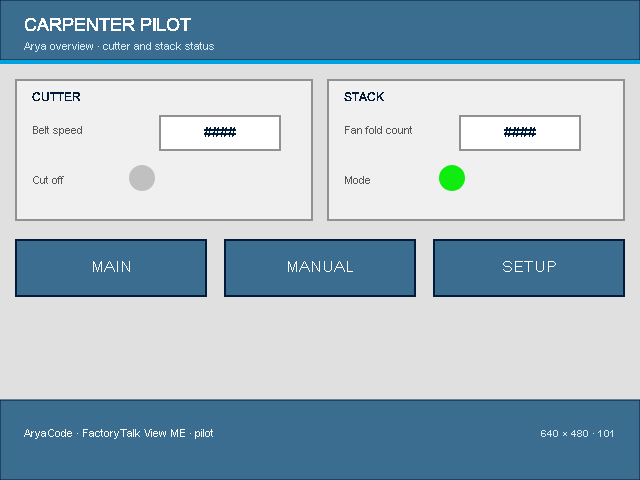 CARPENTER PILOT
Arya overview · cutter and stack status
CUTTER
Belt speed
####
Cut off
STACK
Fan fold count
####
Mode
MAIN
MANUAL
SETUP
AryaCode · FactoryTalk View ME · pilot
640 × 480 · 101